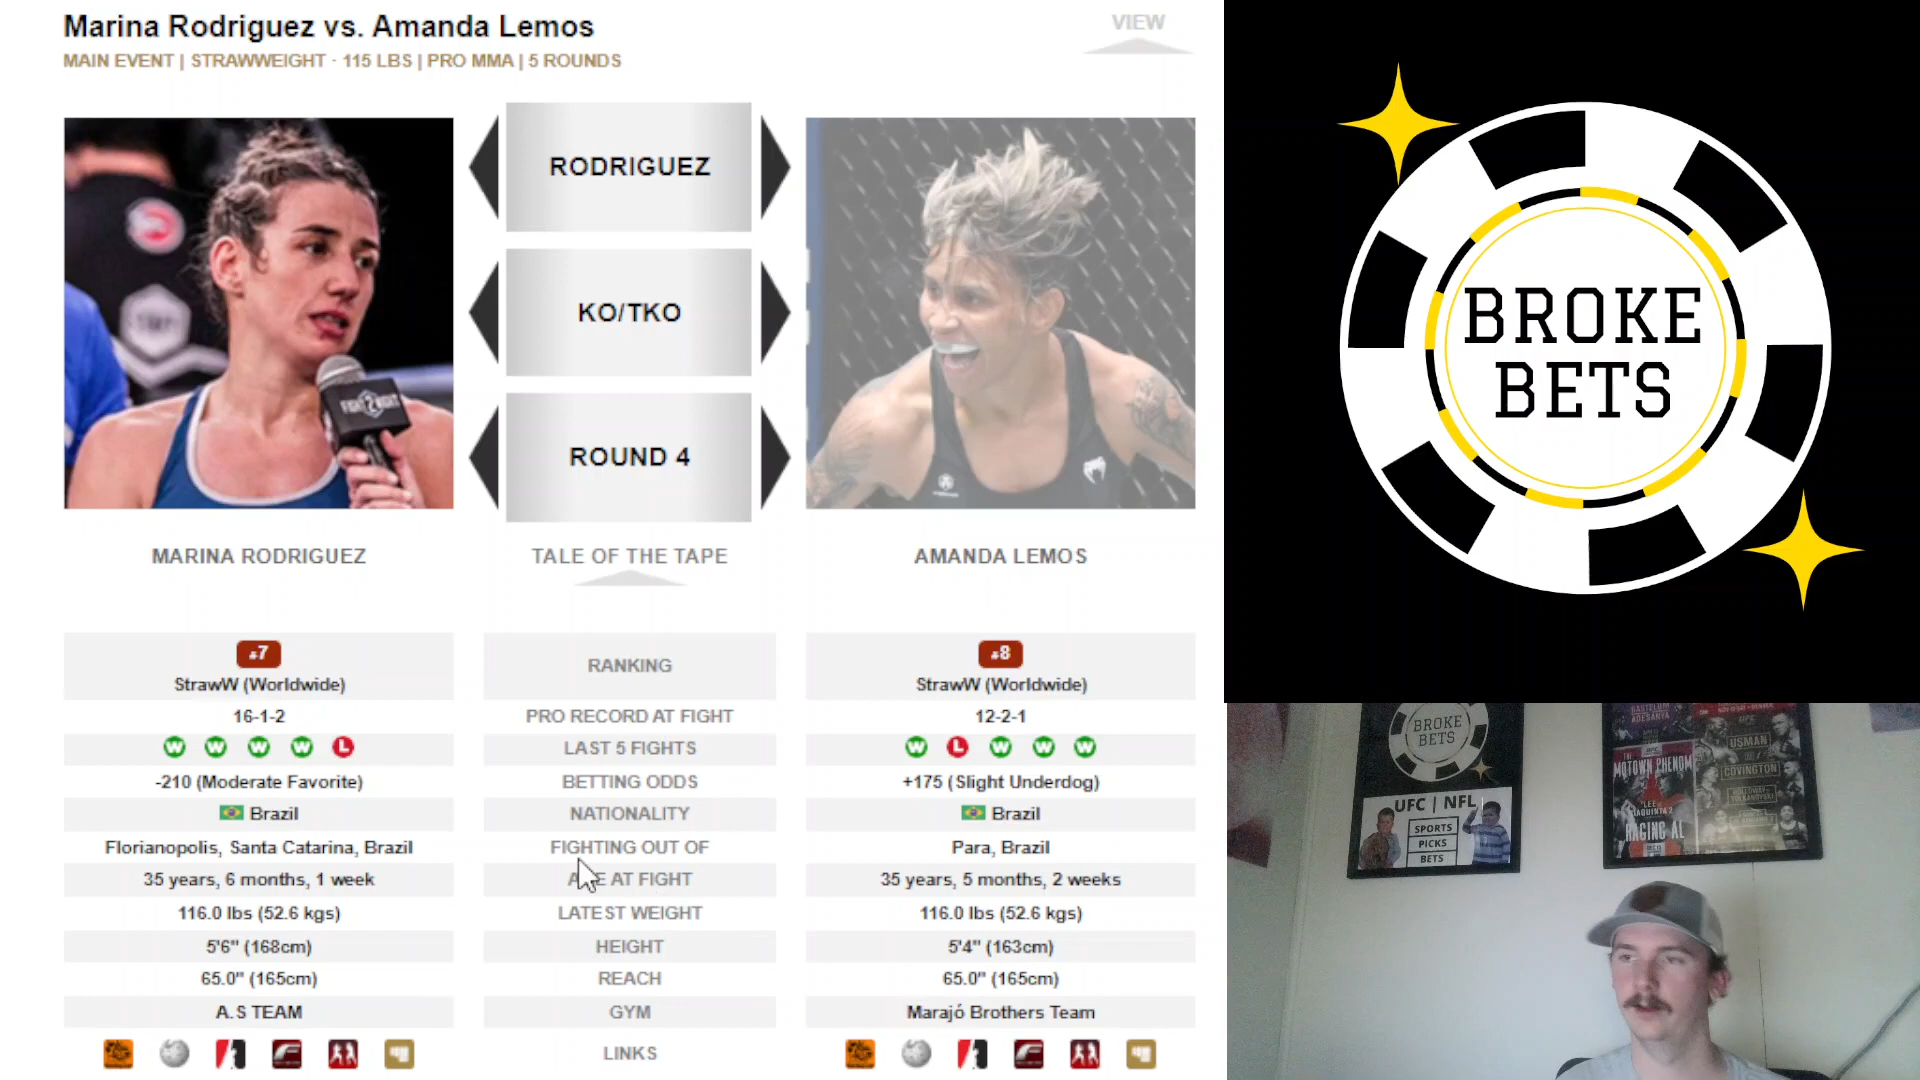 Marina Rodriguez vs. Amanda Lemos
MAIN EVENT | STRAWWEIGHT · 115 LBS | PRO MMA | 5 ROUNDS
VIEW
RODRIGUEZ
KO/TKO
ROUND 4
MARINA RODRIGUEZ
TALE OF THE TAPE
AMANDA LEMOS
#7
StrawW (Worldwide)
RANKING
#8
StrawW (Worldwide)
16-1-2
PRO RECORD AT FIGHT
12-2-1
W W W W L
LAST 5 FIGHTS
W L W W W
-210 (Moderate Favorite)
BETTING ODDS
+175 (Slight Underdog)
Brazil
NATIONALITY
Brazil
Florianopolis, Santa Catarina, Brazil
FIGHTING OUT OF
Para, Brazil
35 years, 6 months, 1 week
AT FIGHT
35 years, 5 months, 2 weeks
116.0 lbs (52.6 kgs)
LATEST WEIGHT
116.0 lbs (52.6 kgs)
5'6" (168cm)
HEIGHT
5'4" (163cm)
65.0" (165cm)
REACH
65.0" (165cm)
A.S TEAM
GYM
Marajó Brothers Team
LINKS
BROKE
BETS
BROKE
BETS
UFC | NFL
SPORTS
PICKS
BETS
GASTELUM
ADESANYA
THE
MOTOWN PHENOM
LEE
IAQUINTA 2
RAGING AL
USMAN
COVINGTON